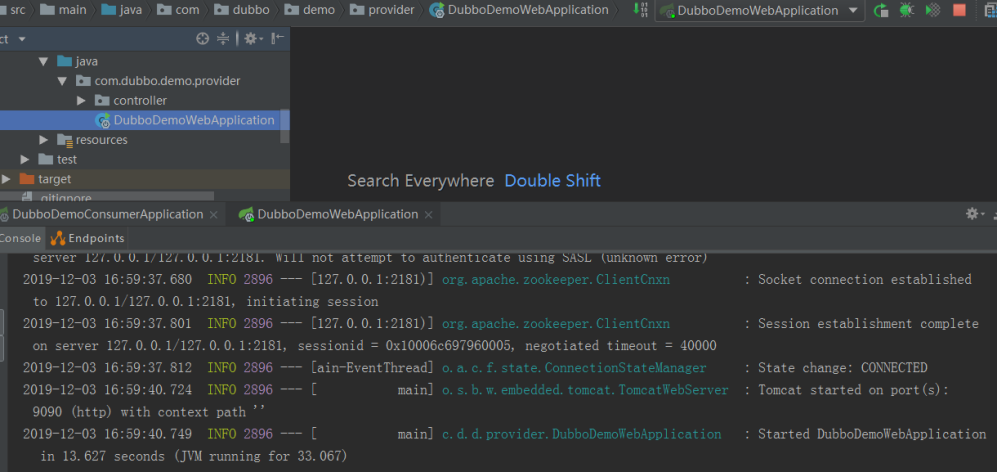 src main java com dubbo demo provider DubboDemoWebApplication DubboDemoWebApplication
ct
java
com.dubbo.demo.provider
controller
DubboDemoWebApplication
resources
test
target
.gitignore
Search Everywhere Double Shift
DubboDemoConsumerApplication × DubboDemoWebApplication ×
Console Endpoints
server 127.0.0.1/127.0.0.1:2181. Will not attempt to authenticate using SASL (unknown error)
2019-12-03 16:59:37.680 INFO 2896 --- [127.0.0.1:2181)] org.apache.zookeeper.ClientCnxn : Socket connection established
to 127.0.0.1/127.0.0.1:2181, initiating session
2019-12-03 16:59:37.801 INFO 2896 --- [127.0.0.1:2181)] org.apache.zookeeper.ClientCnxn : Session establishment complete
on server 127.0.0.1/127.0.0.1:2181, sessionid = 0x10006c697960005, negotiated timeout = 40000
2019-12-03 16:59:37.812 INFO 2896 --- [ain-EventThread] o.a.c.f.state.ConnectionStateManager : State change: CONNECTED
2019-12-03 16:59:40.724 INFO 2896 --- [ main] o.s.b.w.embedded.tomcat.TomcatWebServer : Tomcat started on port(s):
9090 (http) with context path ''
2019-12-03 16:59:40.749 INFO 2896 --- [ main] c.d.d.provider.DubboDemoWebApplication : Started DubboDemoWebApplication
in 13.627 seconds (JVM running for 33.067)